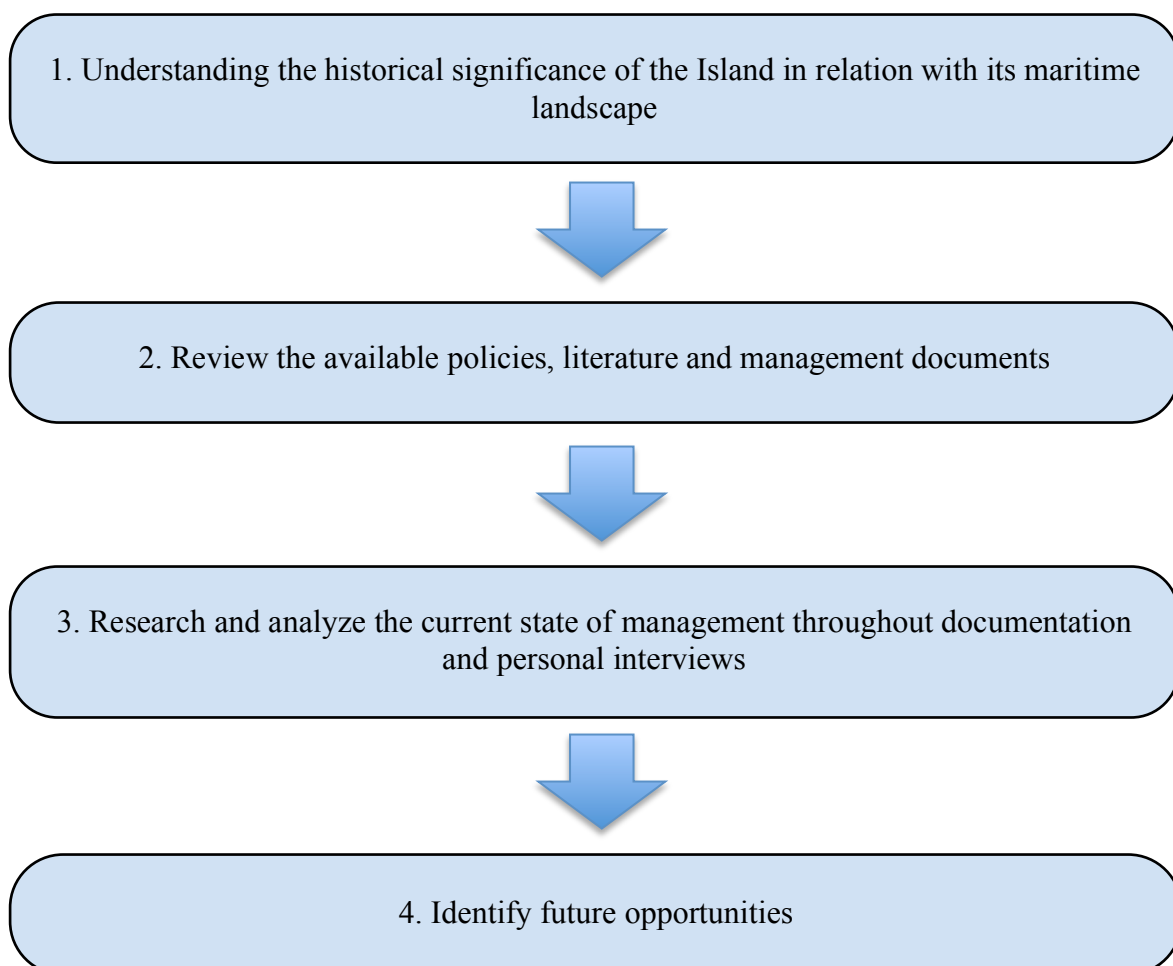 1. Understanding the historical significance of the Island in relation with its maritime
landscape
2. Review the available policies, literature and management documents
3. Research and analyze the current state of management throughout documentation
and personal interviews
4. Identify future opportunities